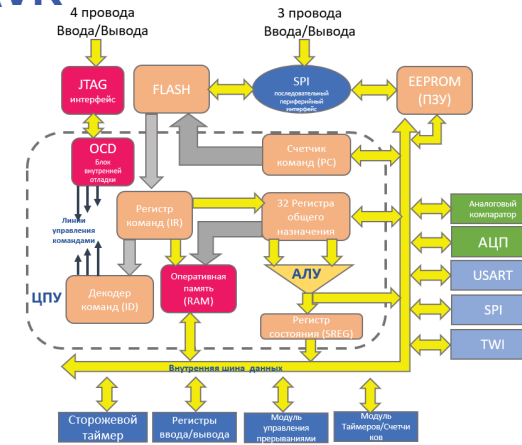 4 провода
Ввода/Вывода
3 провода
Ввода/Вывода
JTAG
интерфейс
FLASH
SPI
последовательный
периферийный
интерфейс
EEPROM
(ПЗУ)
OCD
Блок
внутренней
отладки
Счетчик
команд (PC)
Линии
управления
командами
Регистр
команд (IR)
32 Регистра
общего
назначения
Аналоговый
компаратор
АЦП
USART
SPI
TWI
ЦПУ
Декодер
команд (ID)
Оперативная
память
(RAM)
АЛУ
Регистр
состояния (SREG)
Внутренняя шина данных
Сторожевой
таймер
Регистры
ввода/вывода
Модуль
управления
прерываниями
Модуль
Таймеров/Счетчи
ков